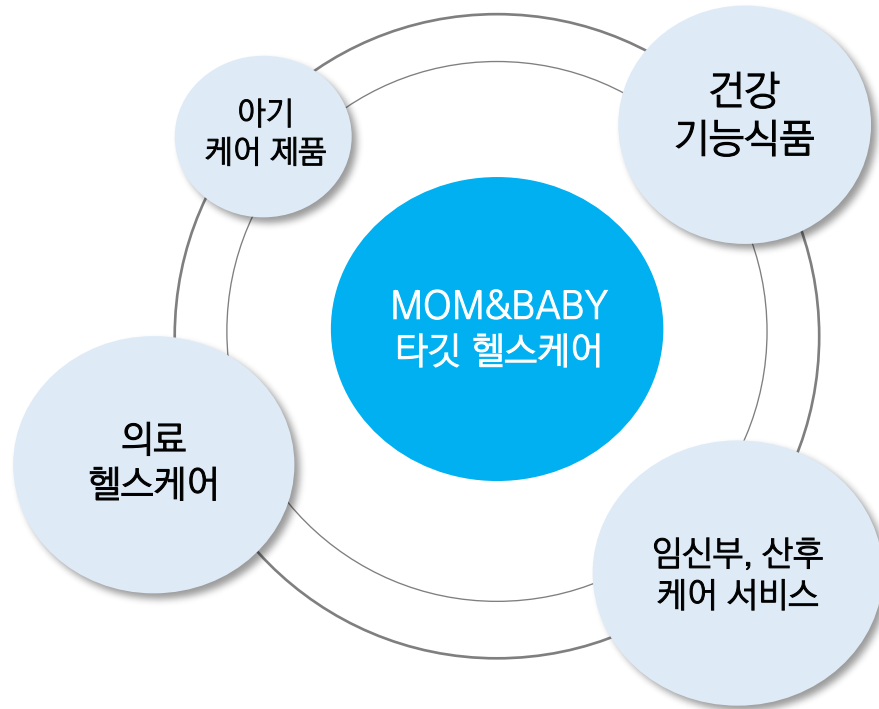 아기
케어 제품
건강
기능식품
MOM&BABY
타깃 헬스케어
의료
헬스케어
임신부, 산후
케어 서비스